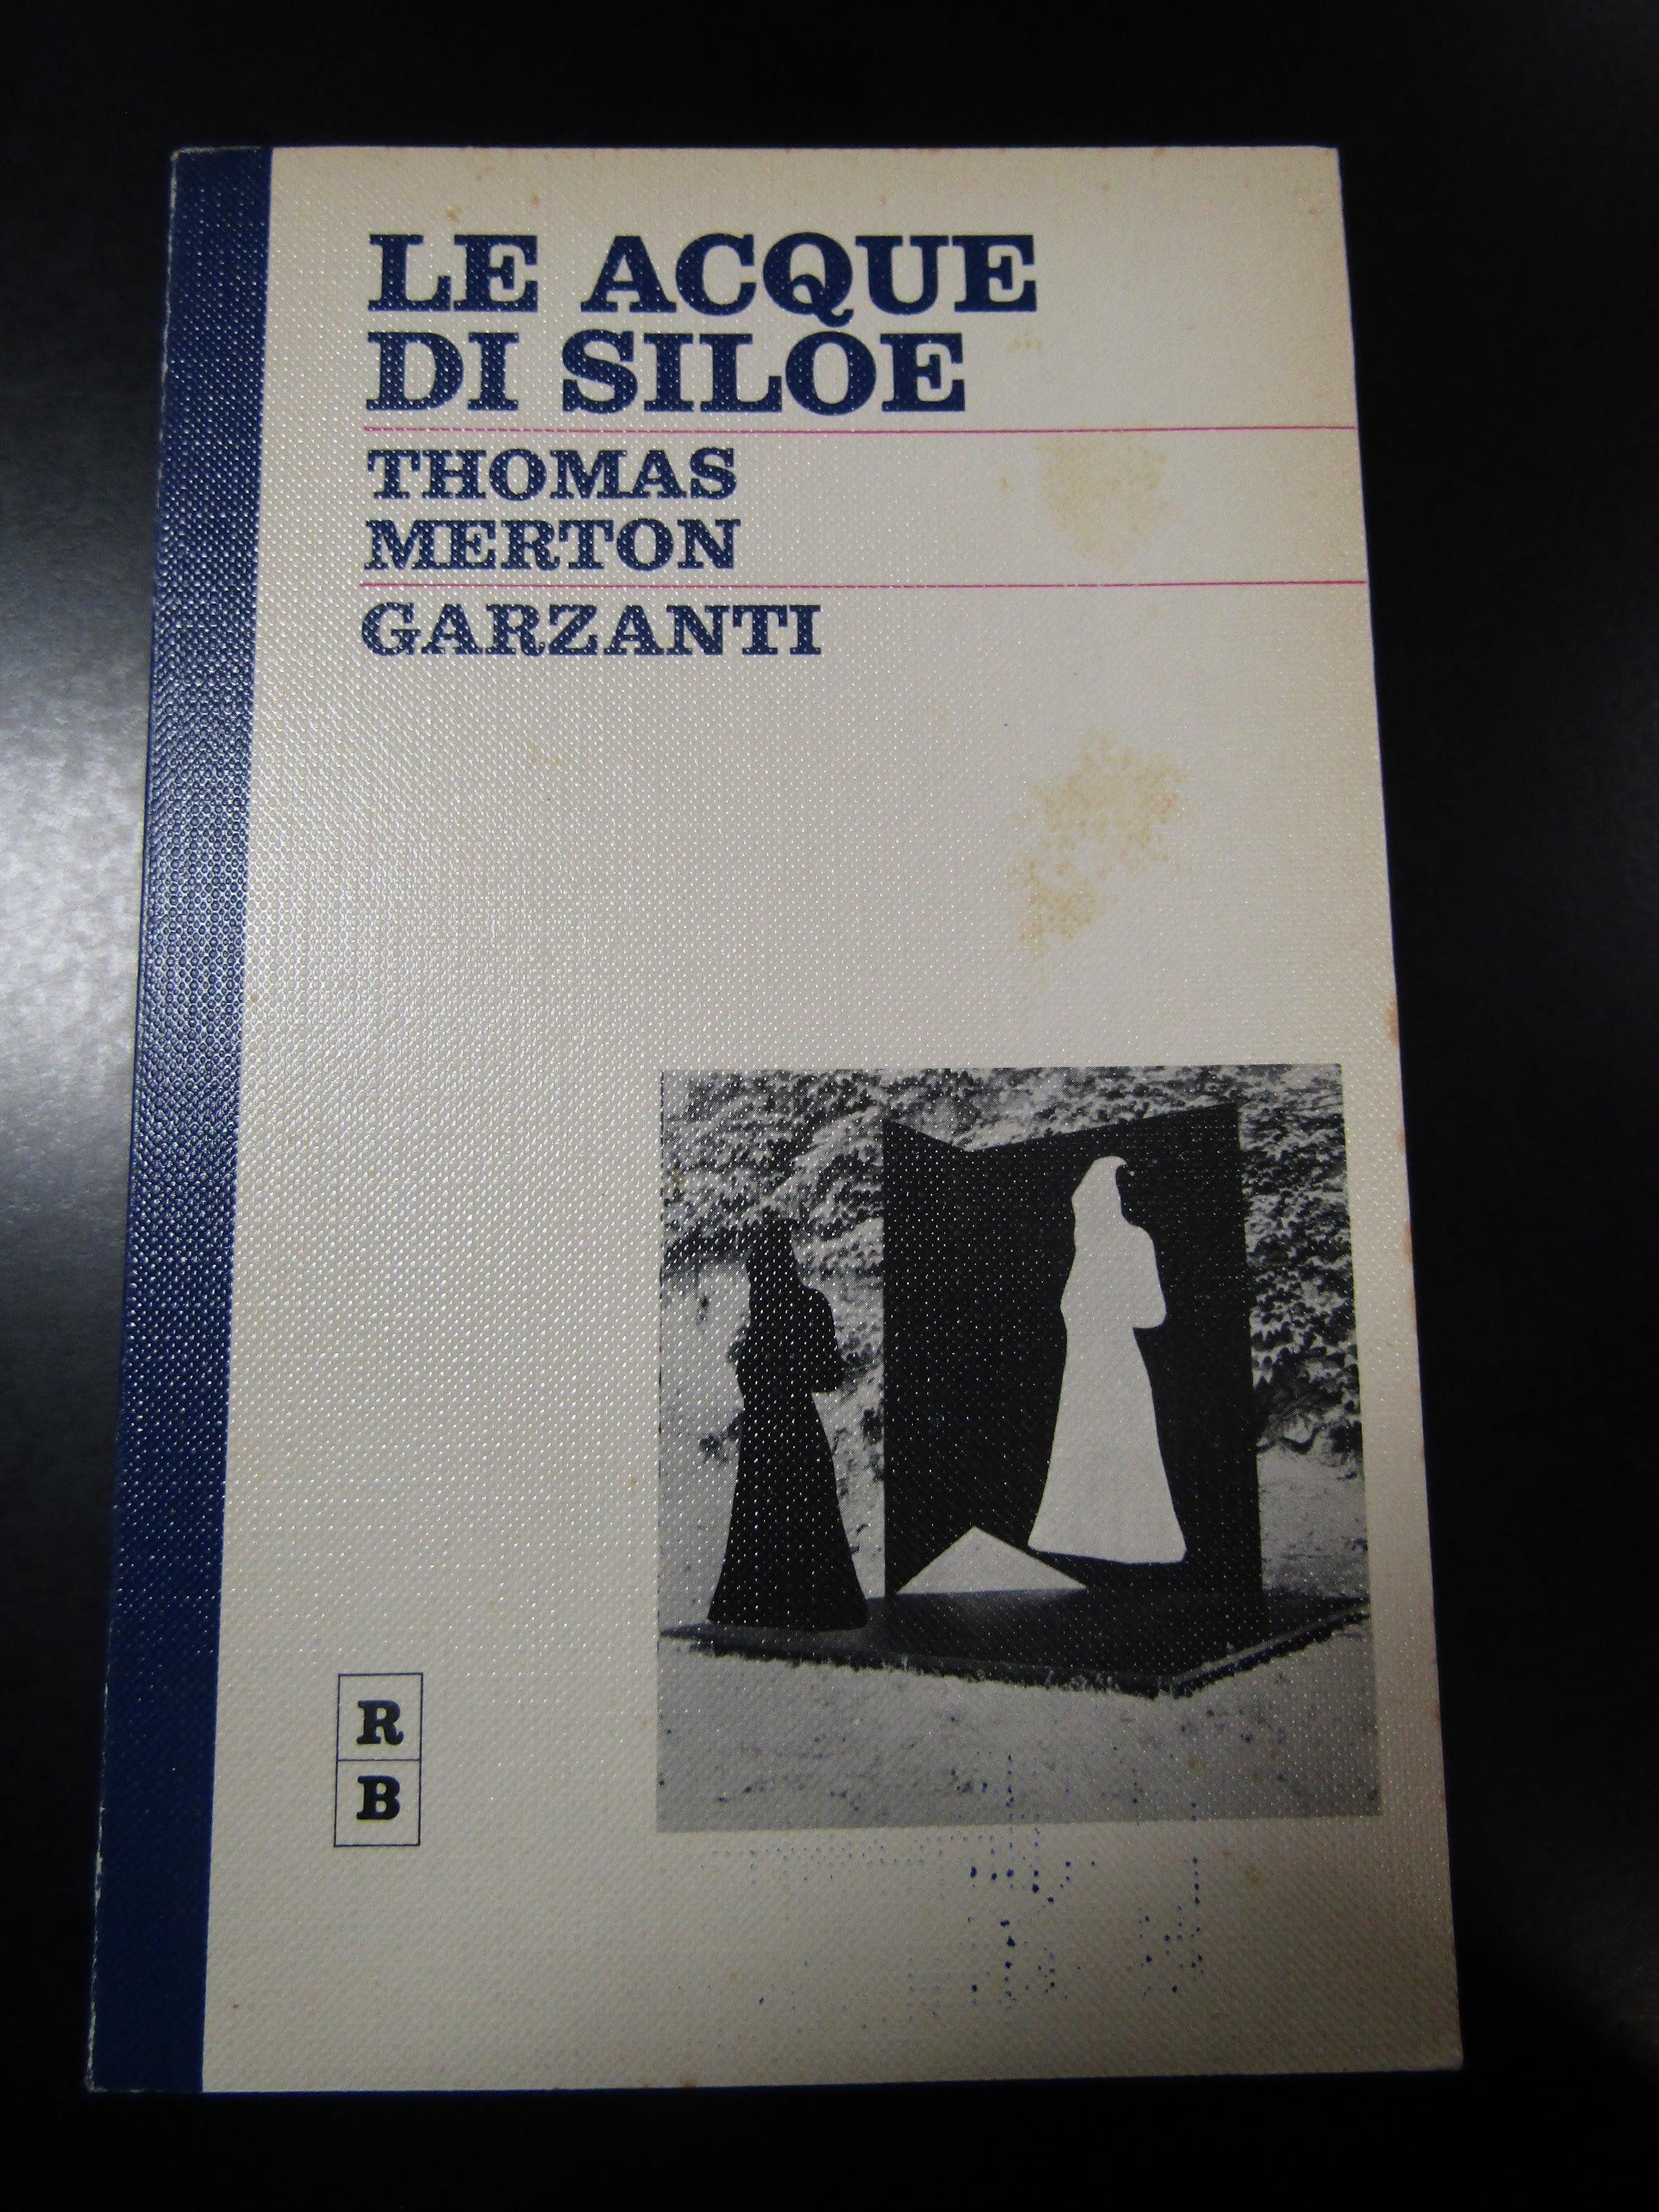 LE ACQUE
DI SILOE
THOMAS
MERTON
GARZANTI
R
B